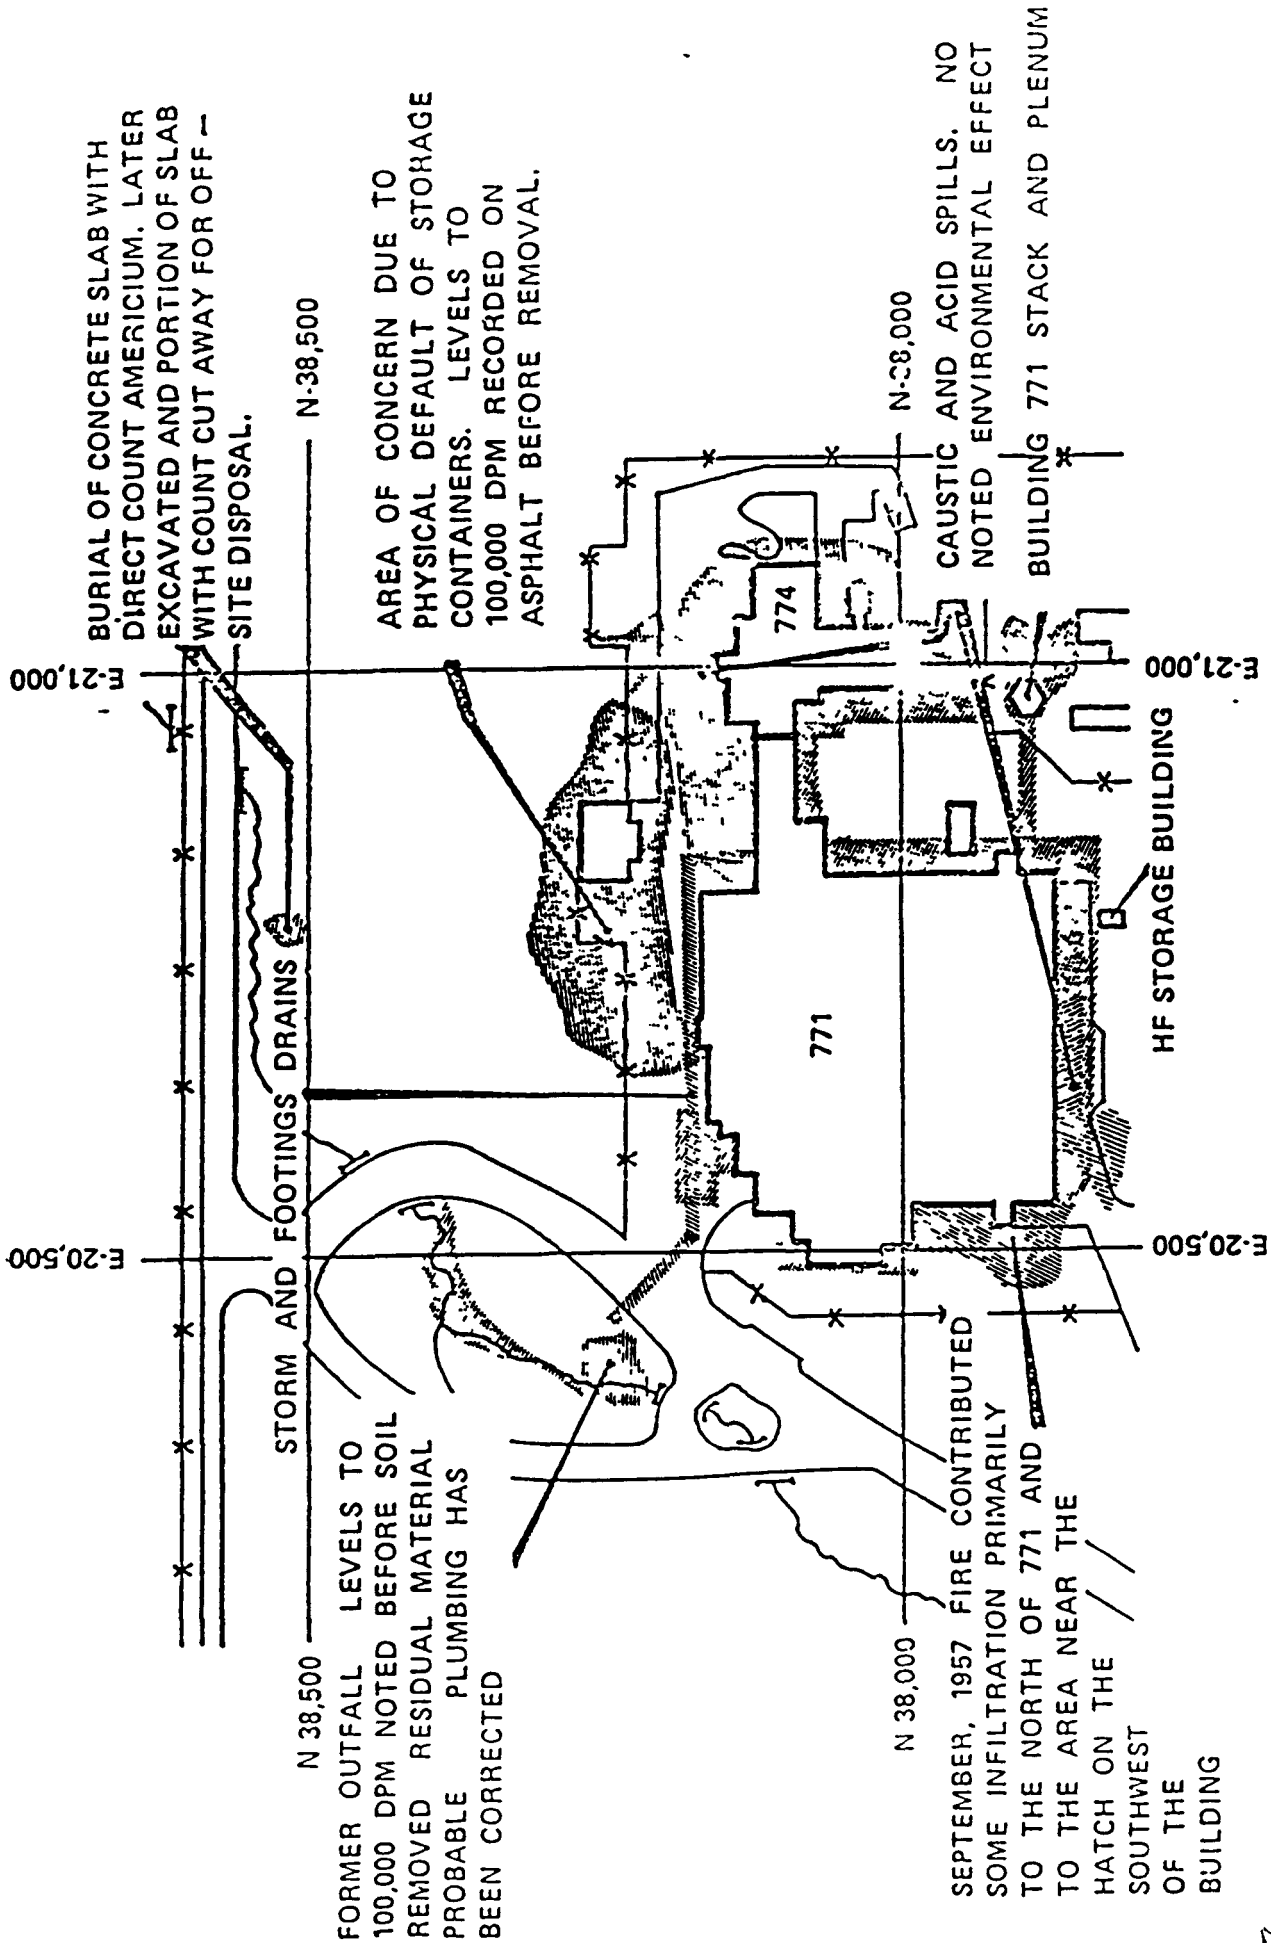 BURIAL OF CONCRETE SLAB WITH
DIRECT COUNT AMERICIUM. LATER
EXCAVATED AND PORTION OF SLAB
WITH COUNT CUT AWAY FOR OFF –
SITE DISPOSAL.
E-20,500
E-21,000
STORM AND FOOTINGS DRAINS
N 38,500
N-38,500
FORMER OUTFALL LEVELS TO
100,000 DPM NOTED BEFORE SOIL
REMOVED RESIDUAL MATERIAL
PROBABLE PLUMBING HAS
BEEN CORRECTED
AREA OF CONCERN DUE TO
PHYSICAL DEFAULT OF STORAGE
CONTAINERS. LEVELS TO
100,000 DPM RECORDED ON
ASPHALT BEFORE REMOVAL.
774
771
N 38,000
N-38,000
SEPTEMBER, 1957 FIRE CONTRIBUTED
SOME INFILTRATION PRIMARILY
TO THE NORTH OF 771 AND
TO THE AREA NEAR THE
HATCH ON THE
SOUTHWEST
OF THE
BUILDING
CAUSTIC AND ACID SPILLS. NO
NOTED ENVIRONMENTAL EFFECT
BUILDING 771 STACK AND PLENUM
HF STORAGE BUILDING
E-20,500
E-21,000